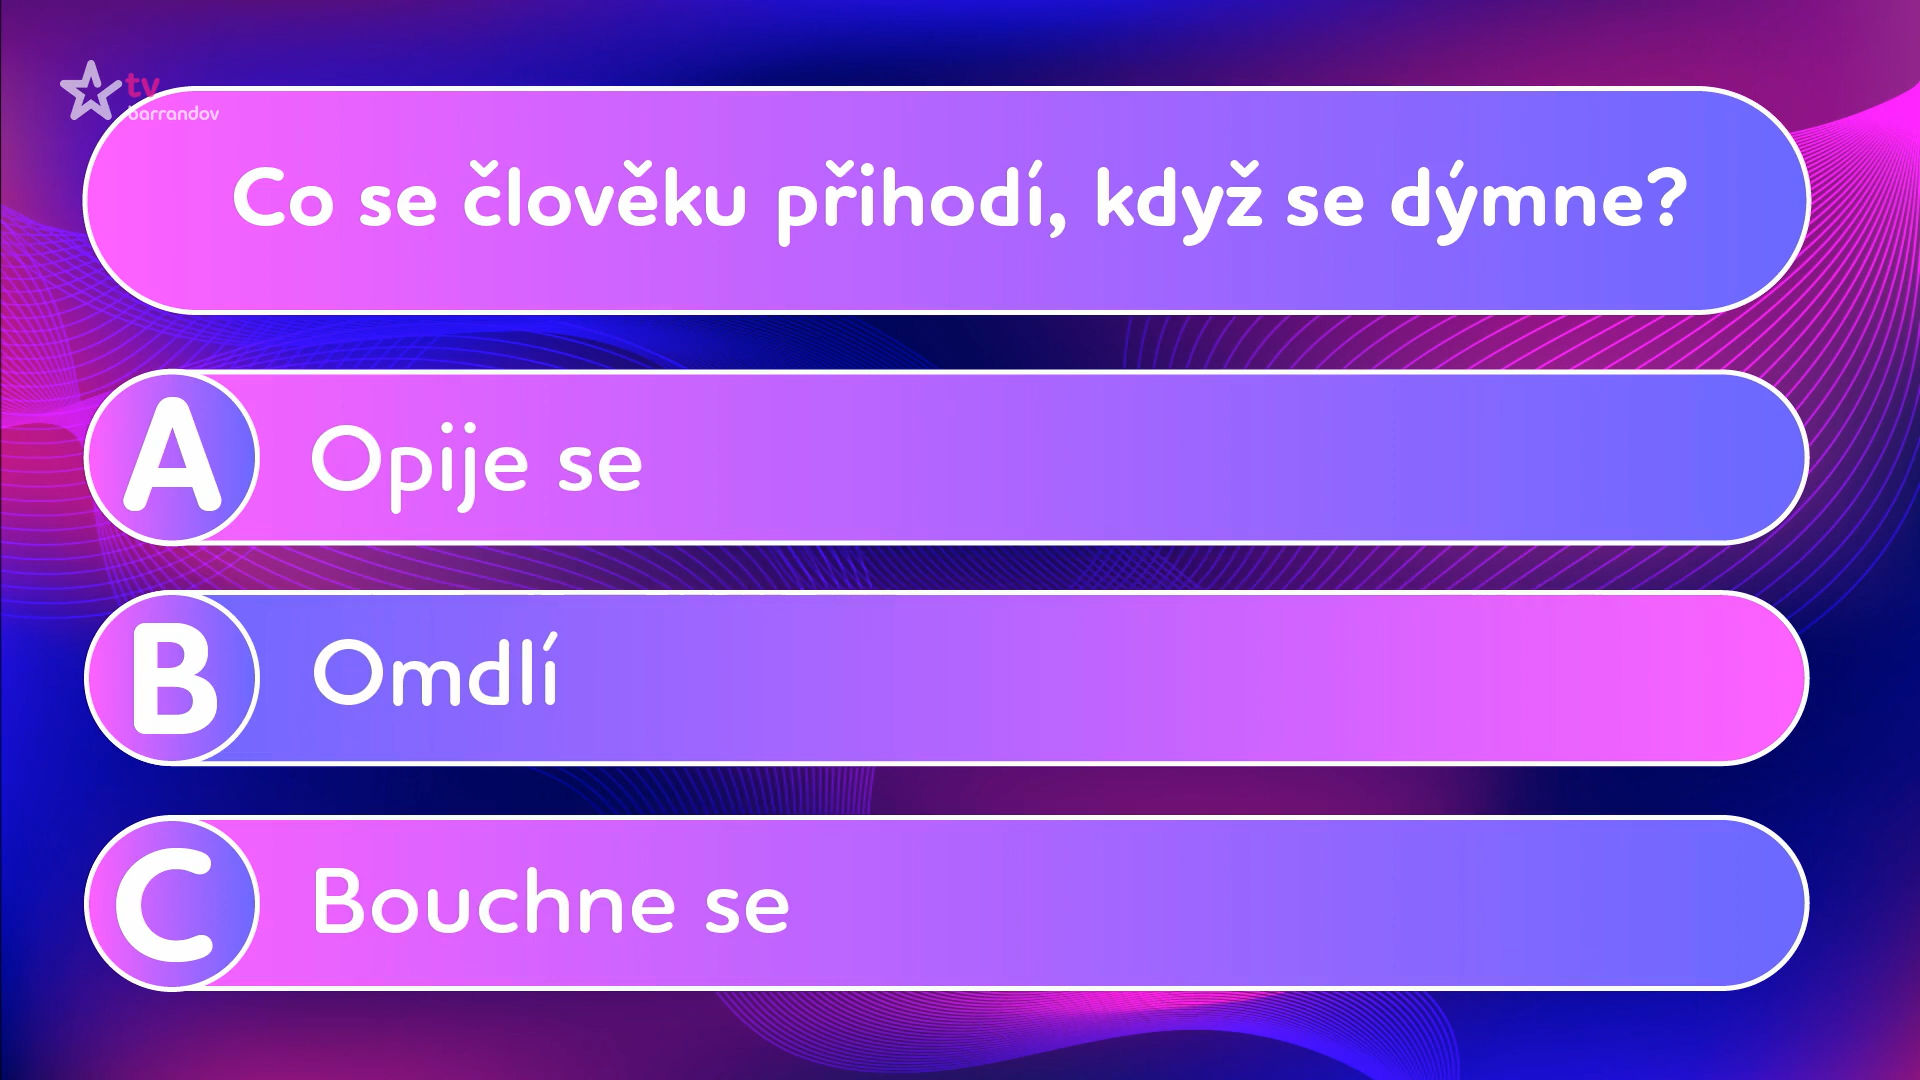 tv
barrandov
Co se člověku přihodí, když se dýmne?
A Opije se
B Omdlí
C Bouchne se